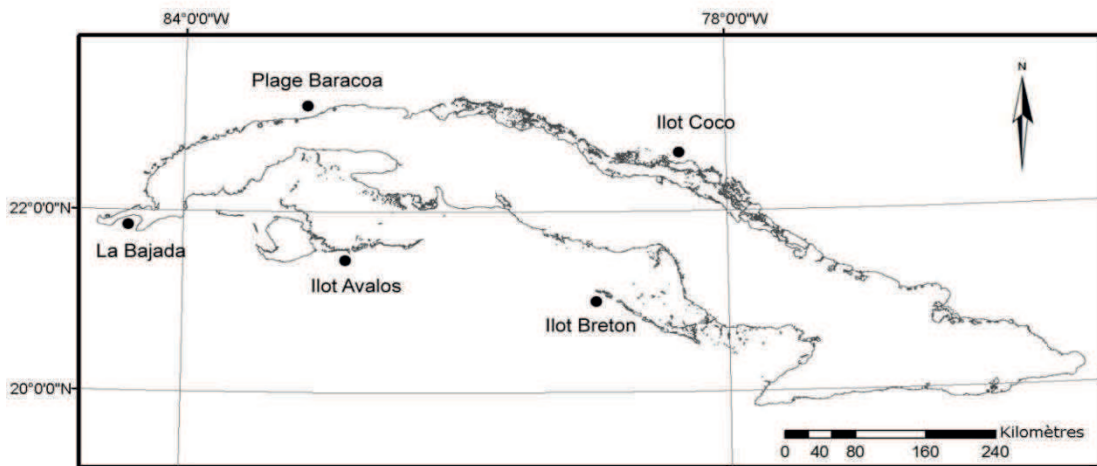 84°0'0"W 78°0'0"W
N
Plage Baracoa
Ilot Coco
22°0'0"N
La Bajada
Ilot Avalos
Ilot Breton
20°0'0"N
Kilomètres
0 40 80 160 240